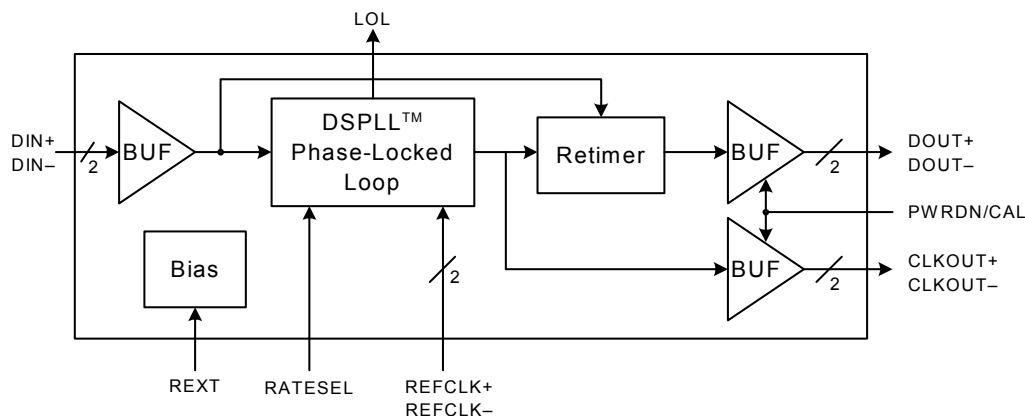 LOL
DIN+
DIN–
2
BUF
DSPLL™
Phase-Locked
Loop
Retimer
BUF
2
DOUT+
DOUT–
PWRDN/CAL
Bias
2
BUF
2
CLKOUT+
CLKOUT–
REXT
RATESEL
REFCLK+
REFCLK–